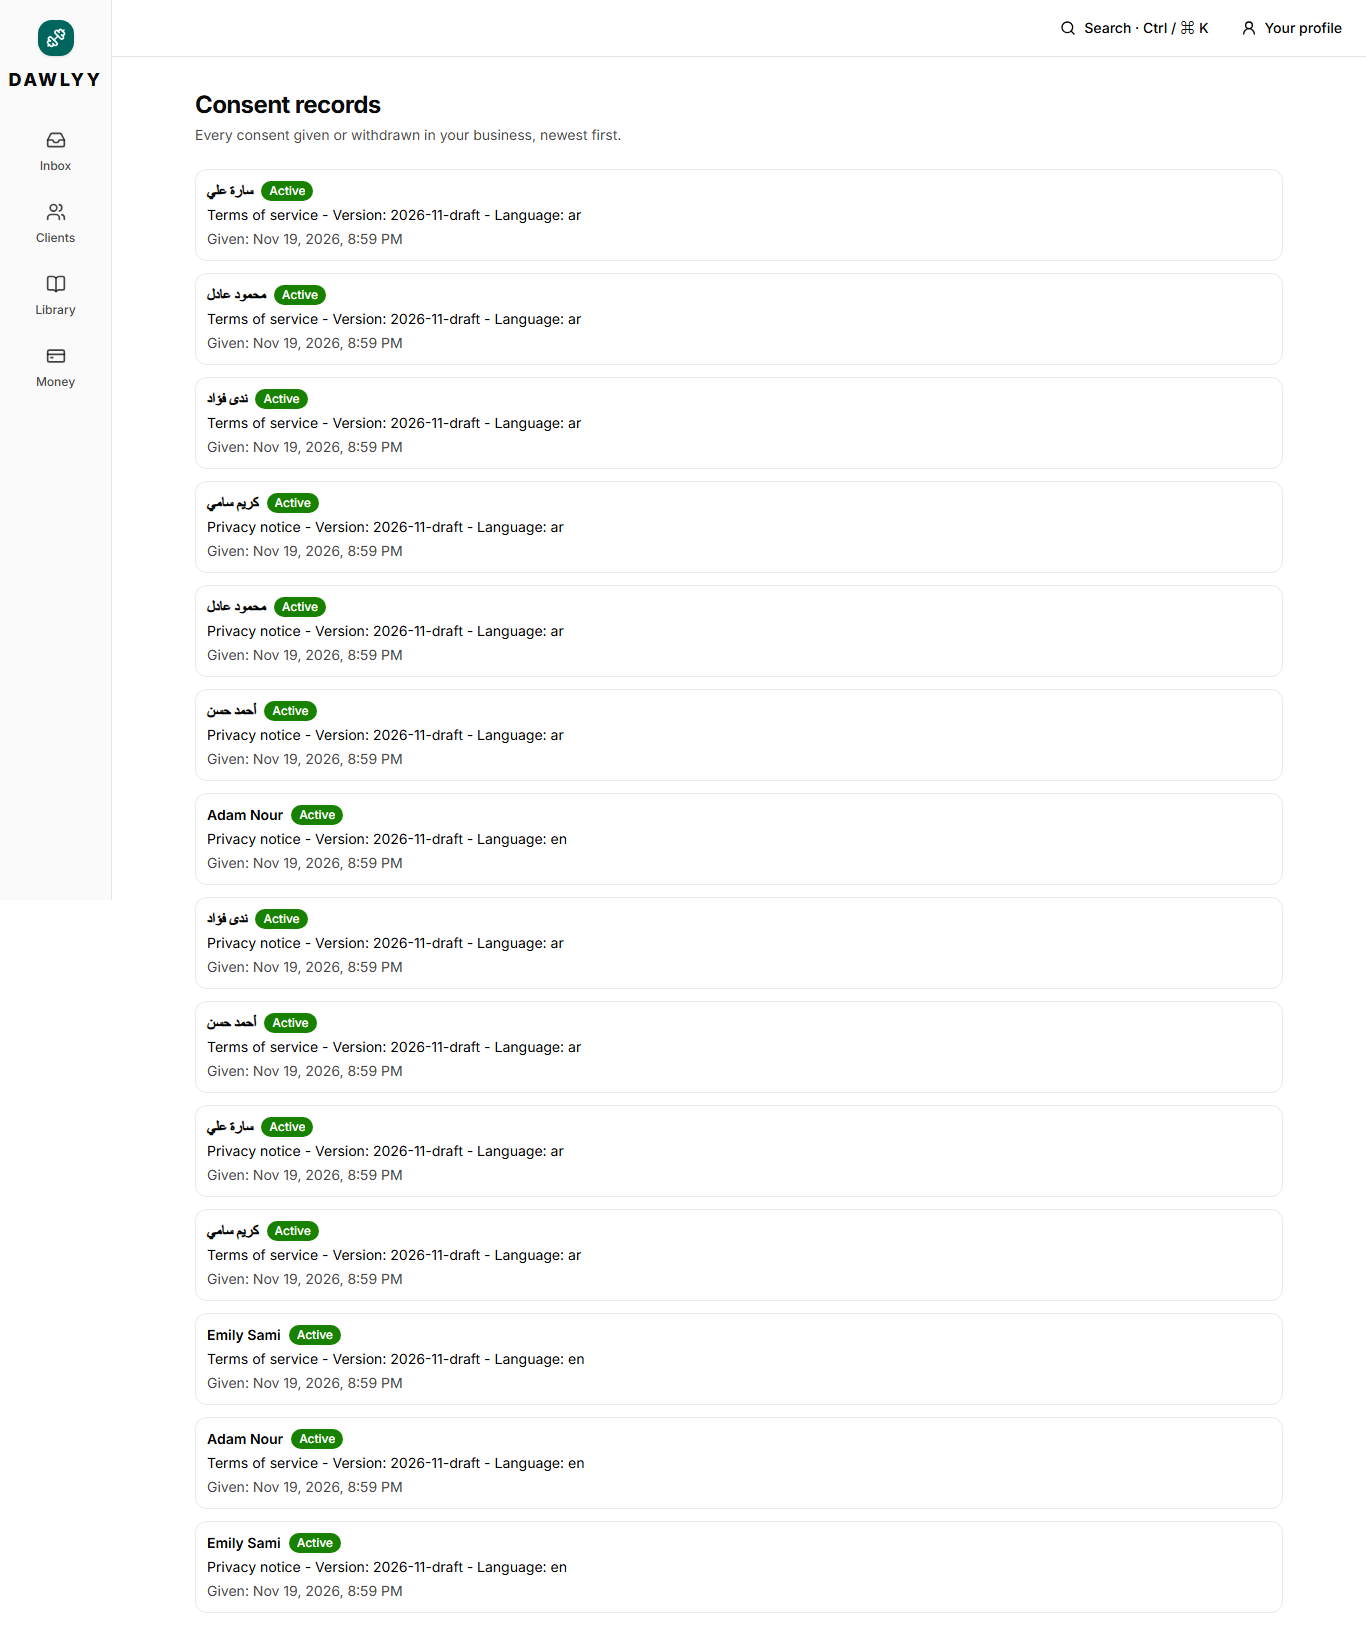 DAWLYY
Inbox
Clients
Library
Money
Search · Ctrl / ⌘ K
Your profile
Consent records
Every consent given or withdrawn in your business, newest first.
سارة علي Active
Terms of service - Version: 2026-11-draft - Language: ar
Given: Nov 19, 2026, 8:59 PM
محمود عادل Active
Terms of service - Version: 2026-11-draft - Language: ar
Given: Nov 19, 2026, 8:59 PM
ندى فؤاد Active
Terms of service - Version: 2026-11-draft - Language: ar
Given: Nov 19, 2026, 8:59 PM
كريم سامي Active
Privacy notice - Version: 2026-11-draft - Language: ar
Given: Nov 19, 2026, 8:59 PM
محمود عادل Active
Privacy notice - Version: 2026-11-draft - Language: ar
Given: Nov 19, 2026, 8:59 PM
أحمد حسن Active
Privacy notice - Version: 2026-11-draft - Language: ar
Given: Nov 19, 2026, 8:59 PM
Adam Nour Active
Privacy notice - Version: 2026-11-draft - Language: en
Given: Nov 19, 2026, 8:59 PM
ندى فؤاد Active
Privacy notice - Version: 2026-11-draft - Language: ar
Given: Nov 19, 2026, 8:59 PM
أحمد حسن Active
Terms of service - Version: 2026-11-draft - Language: ar
Given: Nov 19, 2026, 8:59 PM
سارة علي Active
Privacy notice - Version: 2026-11-draft - Language: ar
Given: Nov 19, 2026, 8:59 PM
كريم سامي Active
Terms of service - Version: 2026-11-draft - Language: ar
Given: Nov 19, 2026, 8:59 PM
Emily Sami Active
Terms of service - Version: 2026-11-draft - Language: en
Given: Nov 19, 2026, 8:59 PM
Adam Nour Active
Terms of service - Version: 2026-11-draft - Language: en
Given: Nov 19, 2026, 8:59 PM
Emily Sami Active
Privacy notice - Version: 2026-11-draft - Language: en
Given: Nov 19, 2026, 8:59 PM